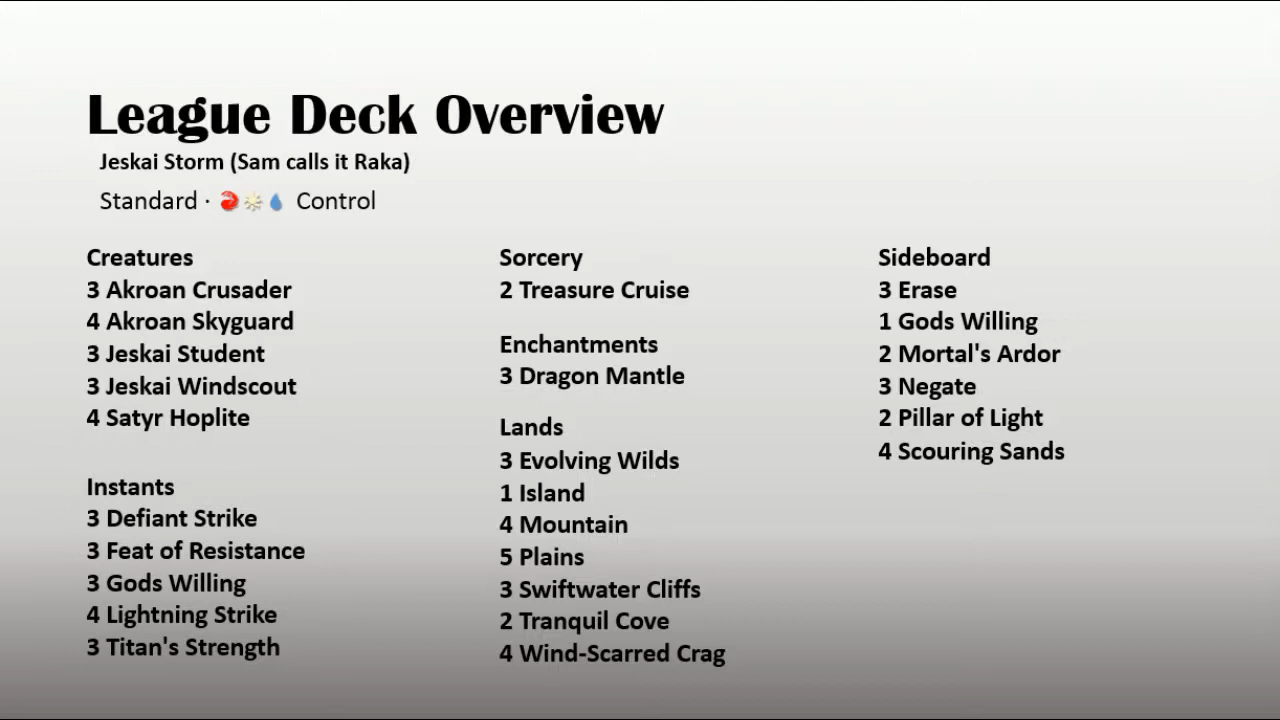 League Deck Overview
Jeskai Storm (Sam calls it Raka)
Standard · Control
Creatures
3 Akroan Crusader
4 Akroan Skyguard
3 Jeskai Student
3 Jeskai Windscout
4 Satyr Hoplite
Instants
3 Defiant Strike
3 Feat of Resistance
3 Gods Willing
4 Lightning Strike
3 Titan's Strength
Sorcery
2 Treasure Cruise
Enchantments
3 Dragon Mantle
Lands
3 Evolving Wilds
1 Island
4 Mountain
5 Plains
3 Swiftwater Cliffs
2 Tranquil Cove
4 Wind-Scarred Crag
Sideboard
3 Erase
1 Gods Willing
2 Mortal's Ardor
3 Negate
2 Pillar of Light
4 Scouring Sands